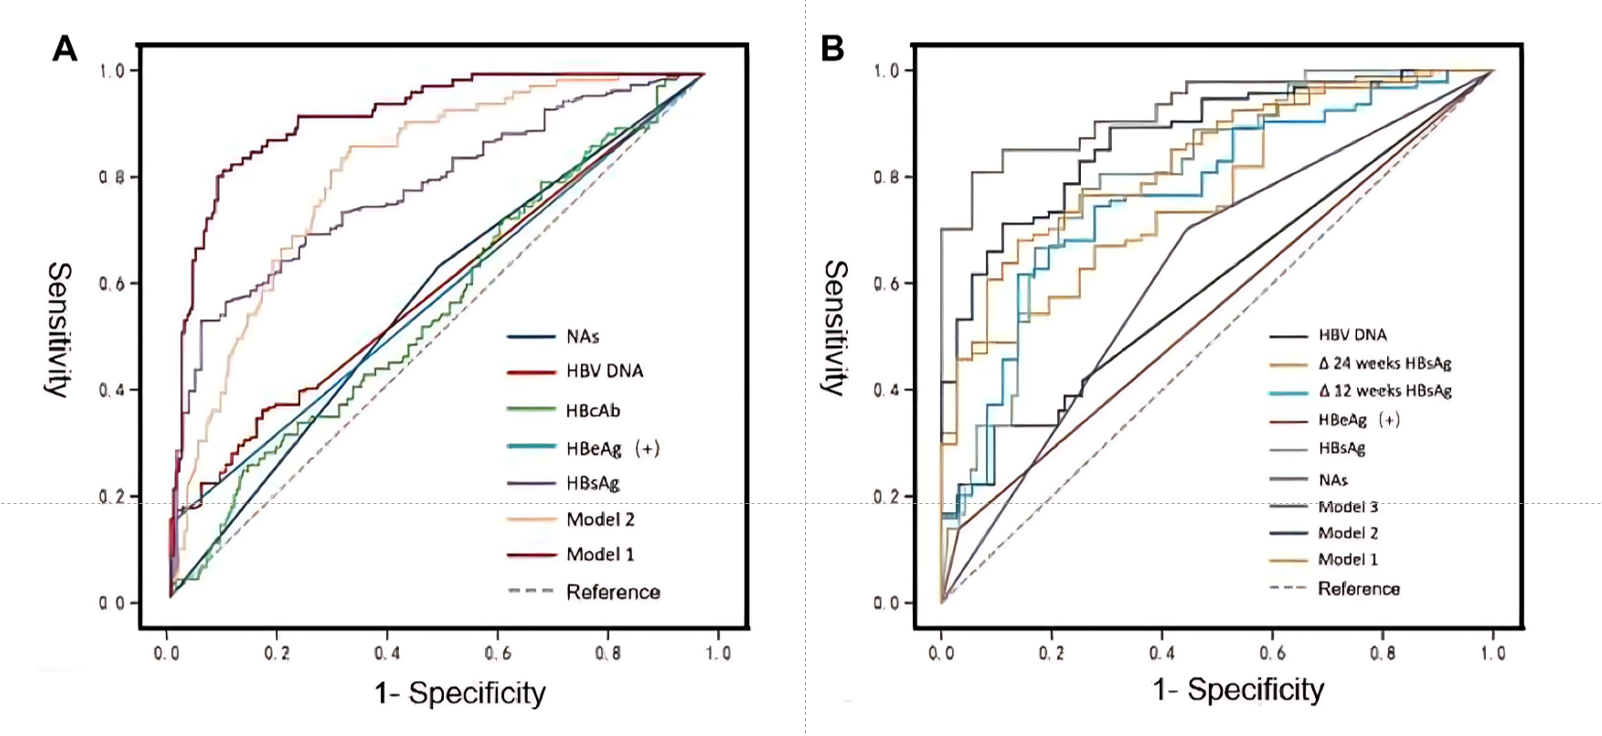 A
1.0
0.8
0.6
0.4
0.2
0.0
Sensitivity
NAs
HBV DNA
HBcAb
HBeAg (+)
HBsAg
Model 2
Model 1
Reference
0.0 0.2 0.4 0.6 0.8 1.0
1- Specificity
B
1.0
0.8
0.6
0.4
0.2
0.0
Sensitivity
HBV DNA
Δ 24 weeks HBsAg
Δ 12 weeks HBsAg
HBeAg (+)
HBsAg
NAs
Model 3
Model 2
Model 1
Reference
0.0 0.2 0.4 0.6 0.8 1.0
1- Specificity